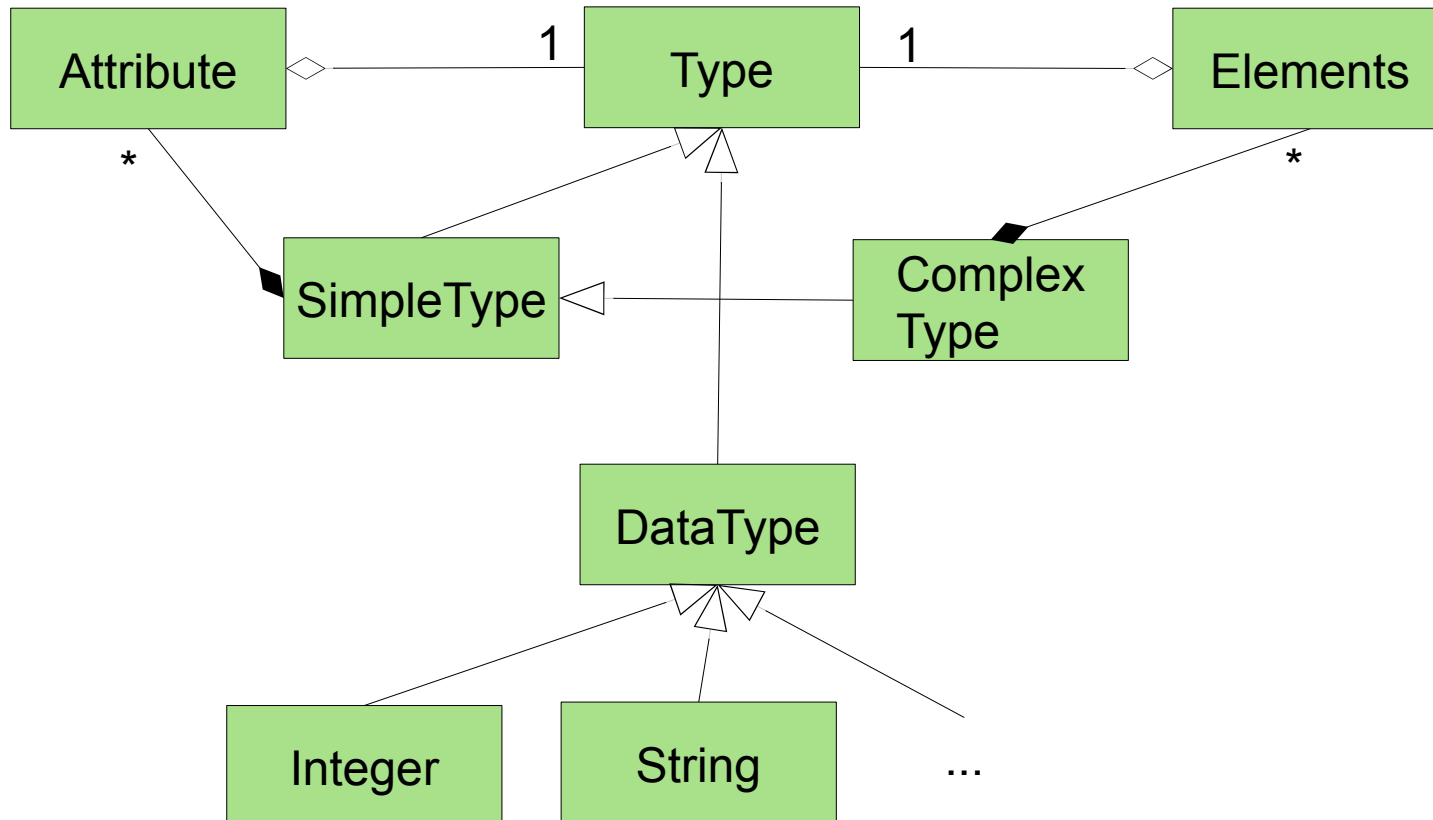 Attribute
1
Type
1
Elements
*
*
SimpleType
Complex
Type
DataType
Integer
String
...